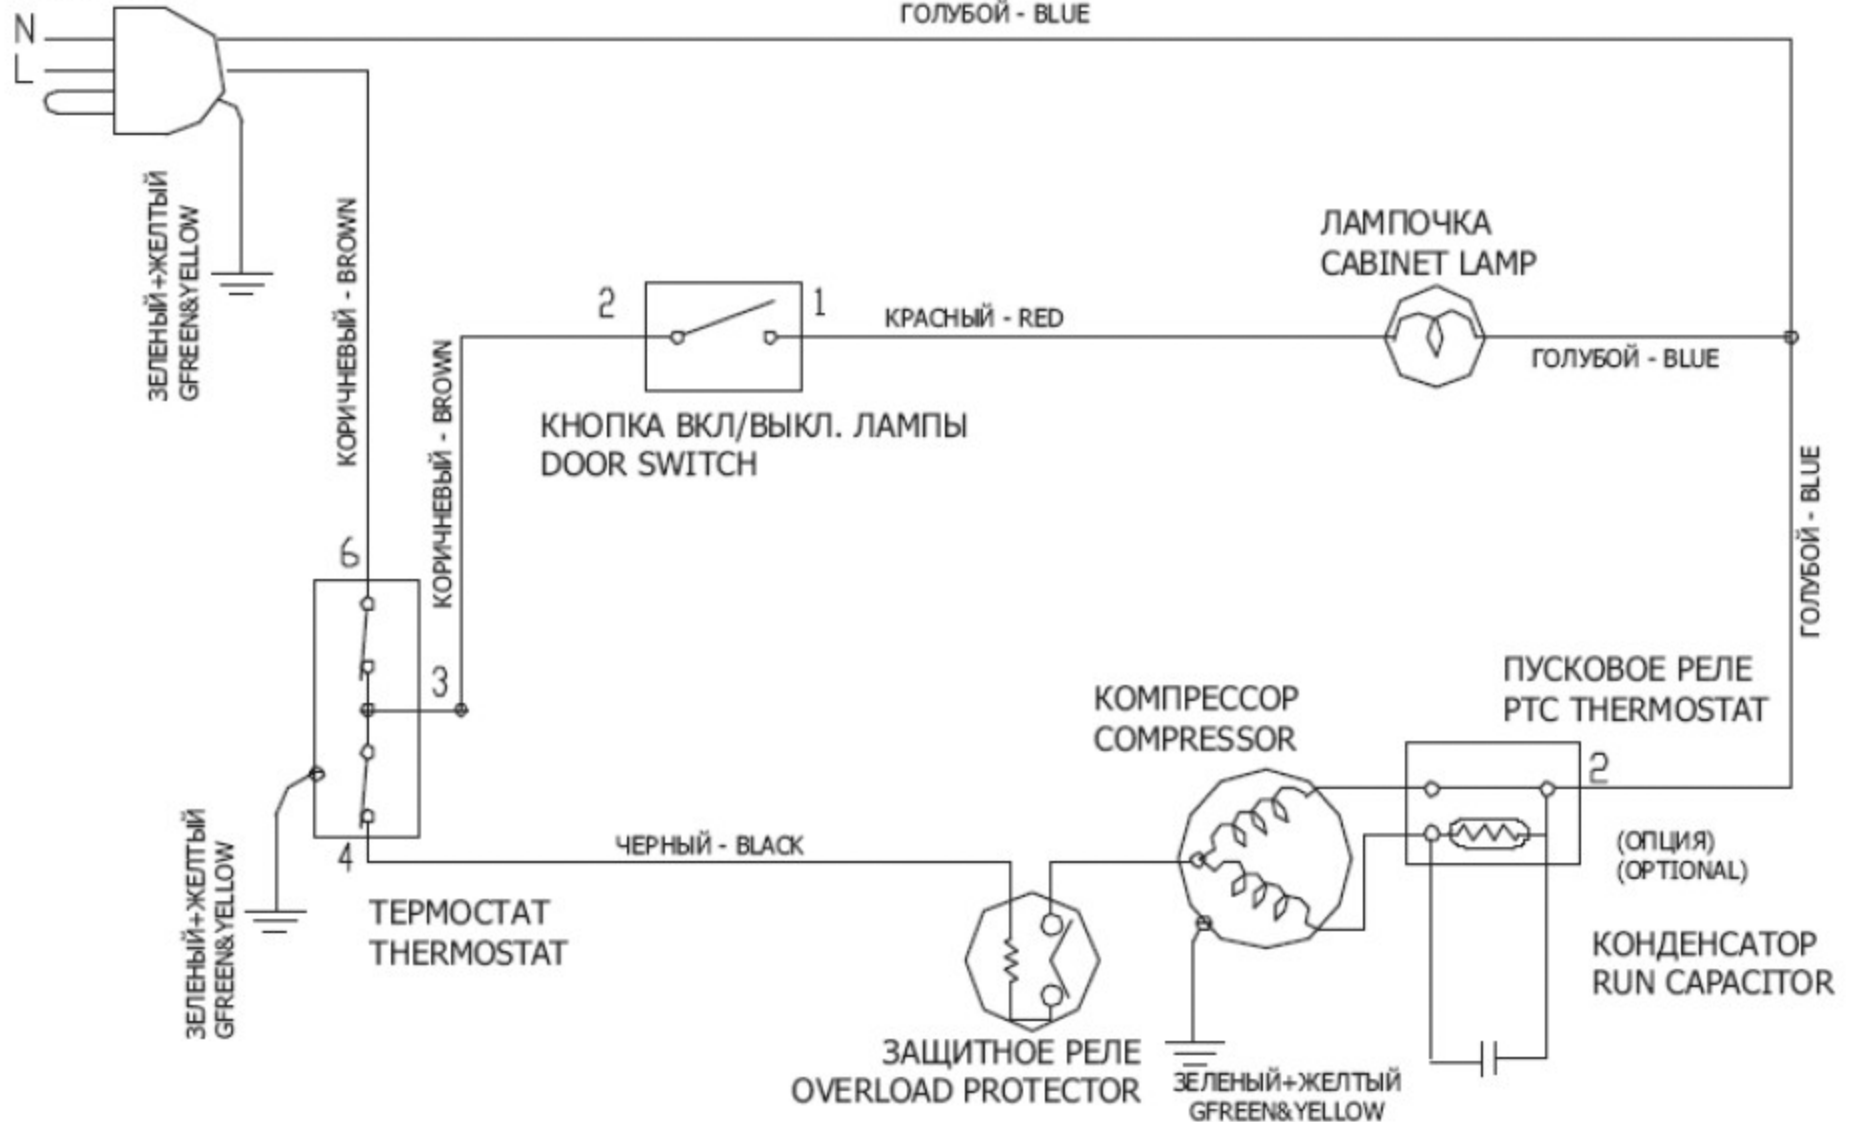 ГОЛУБОЙ - BLUE
N
L
ЗЕЛЕНЫЙ+ЖЕЛТЫЙ
GFREEN&YELLOW
КОРИЧНЕВЫЙ - BROWN
ЛАМПОЧКА
CABINET LAMP
2
1
КРАСНЫЙ - RED
ГОЛУБОЙ - BLUE
КНОПКА ВКЛ/ВЫКЛ. ЛАМПЫ
DOOR SWITCH
КОРИЧНЕВЫЙ - BROWN
ГОЛУБОЙ - BLUE
6
3
КОМПРЕССОР
COMPRESSOR
ПУСКОВОЕ РЕЛЕ
PTC THERMOSTAT
2
ЗЕЛЕНЫЙ+ЖЕЛТЫЙ
GFREEN&YELLOW
4
ЧЕРНЫЙ - BLACK
(ОПЦИЯ)
(OPTIONAL)
ТЕРМОСТАТ
THERMOSTAT
КОНДЕНСАТОР
RUN CAPACITOR
ЗАЩИТНОЕ РЕЛЕ
OVERLOAD PROTECTOR
ЗЕЛЕНЫЙ+ЖЕЛТЫЙ
GFREEN&YELLOW